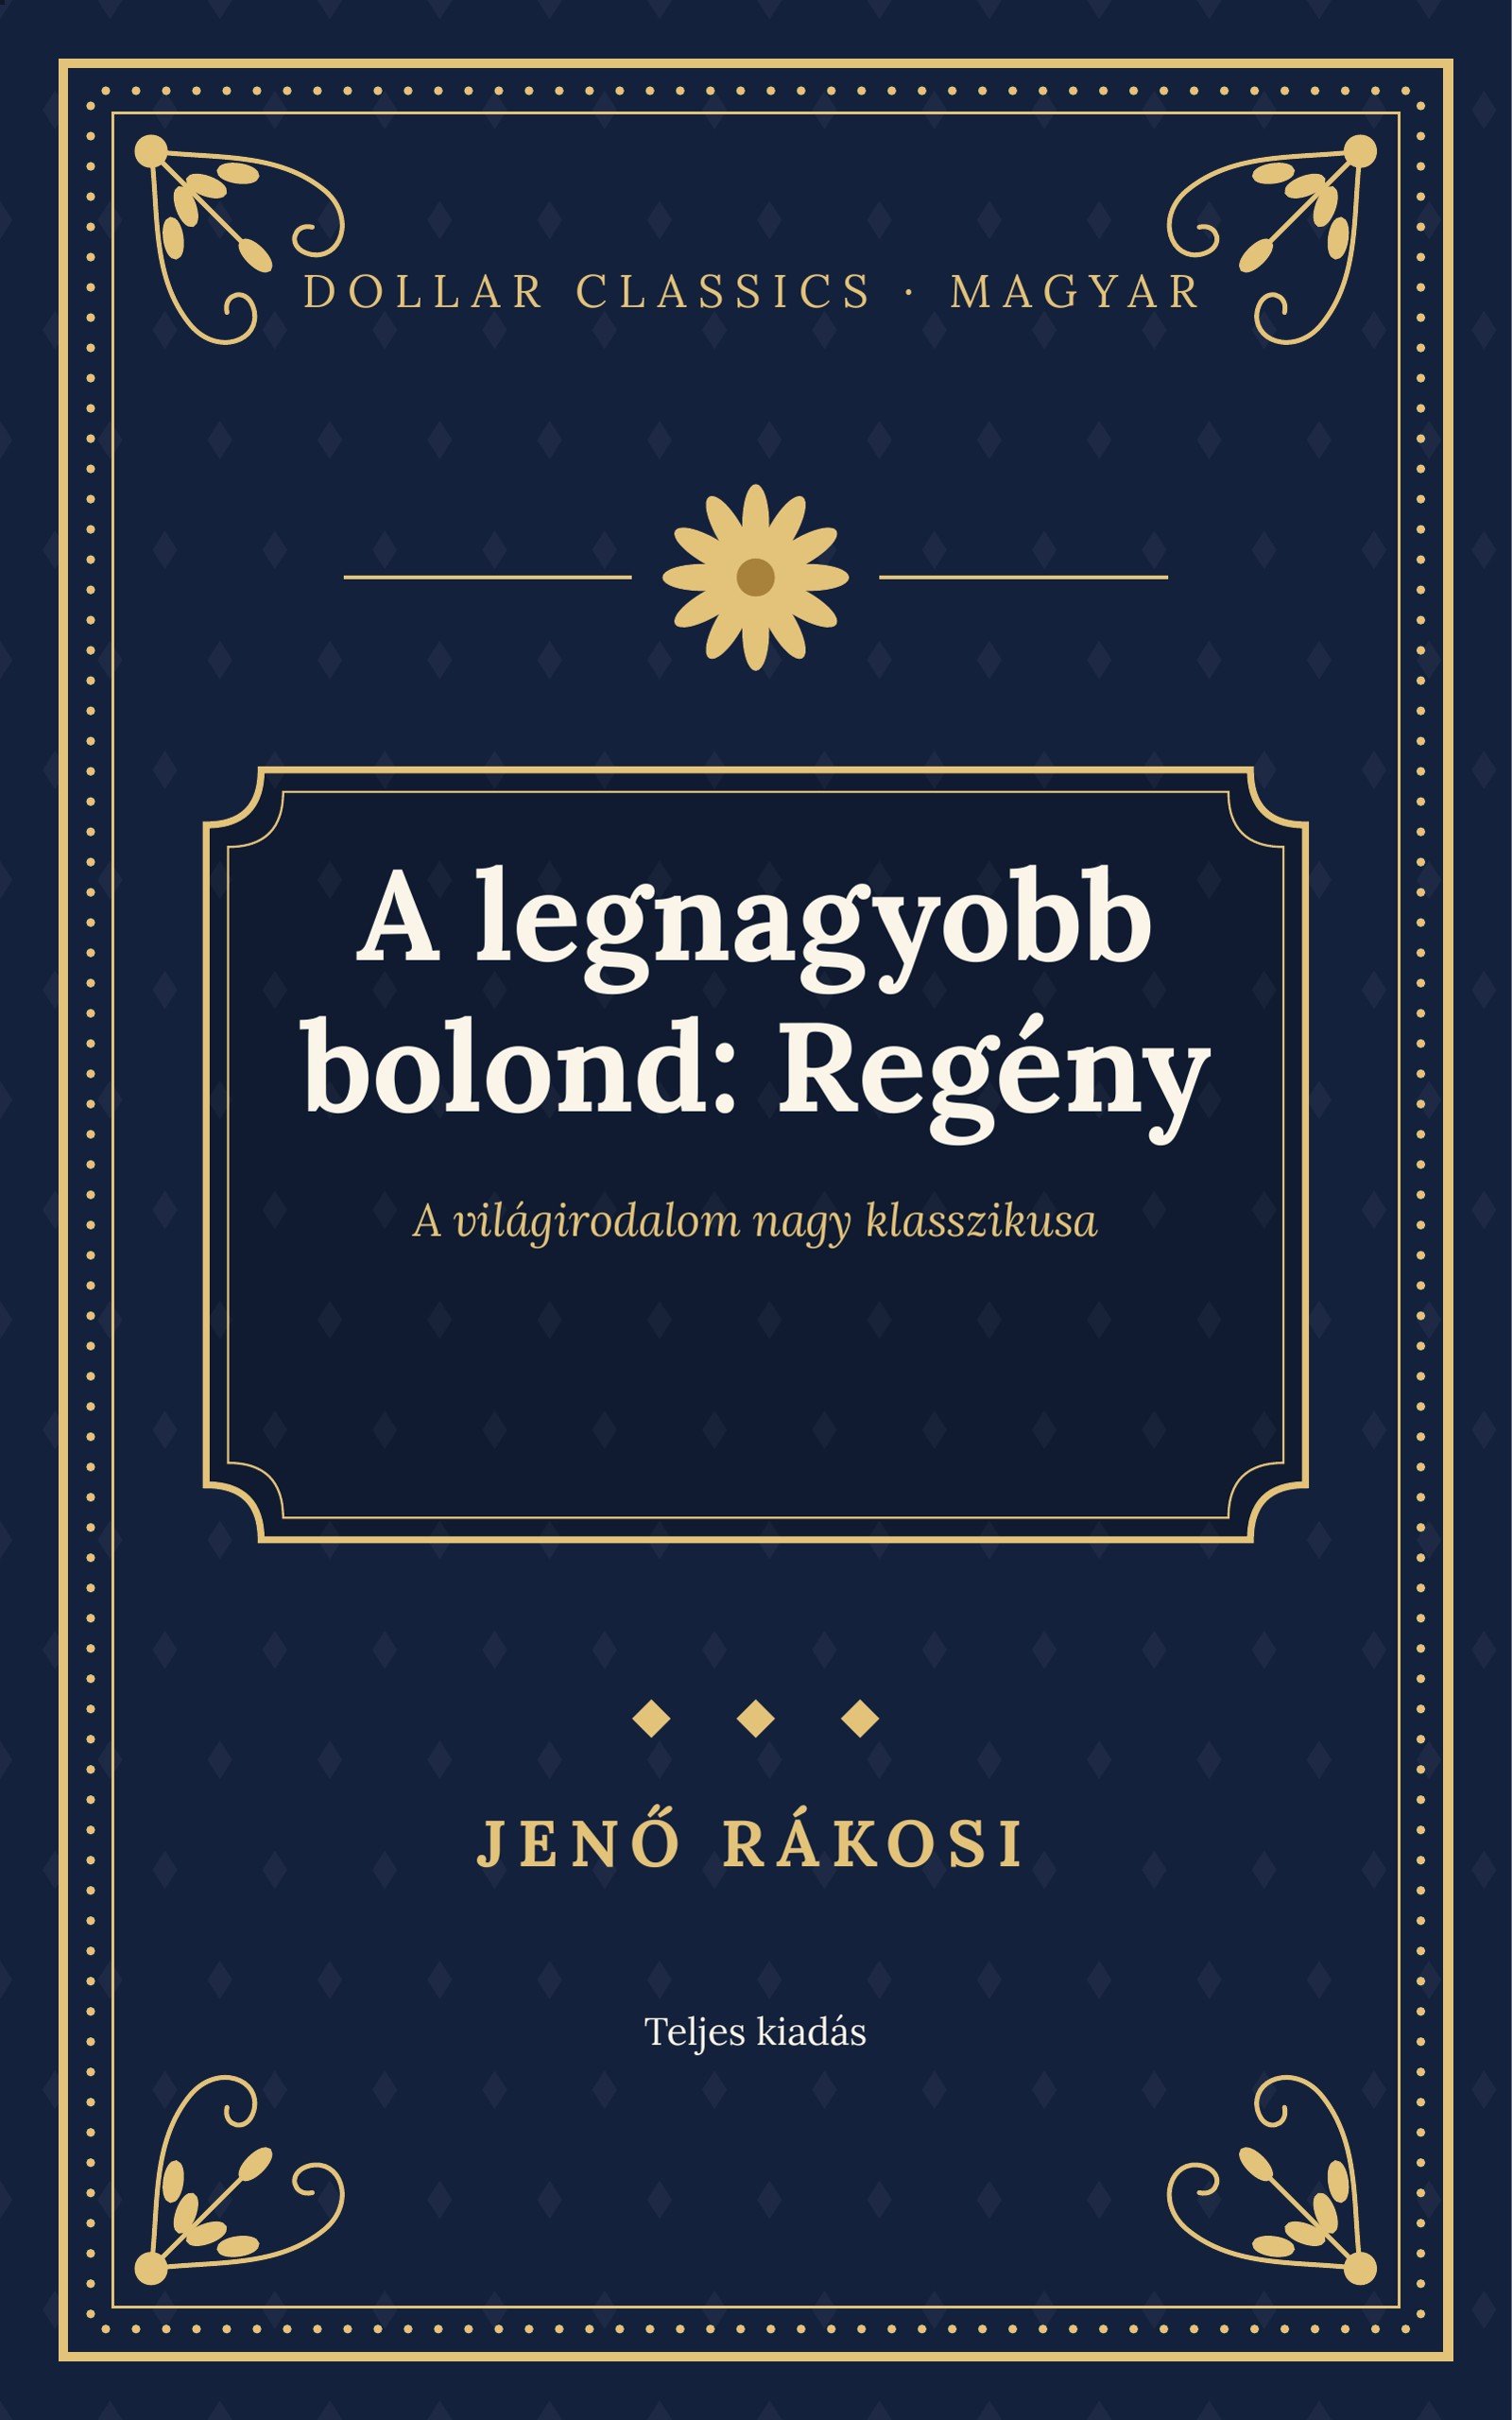 DOLLAR CLASSICS · MAGYAR
A legnagyobb
bolond: Regény
A világirodalom nagy klasszikusa
JENŐ RÁKOSI
Teljes kiadás